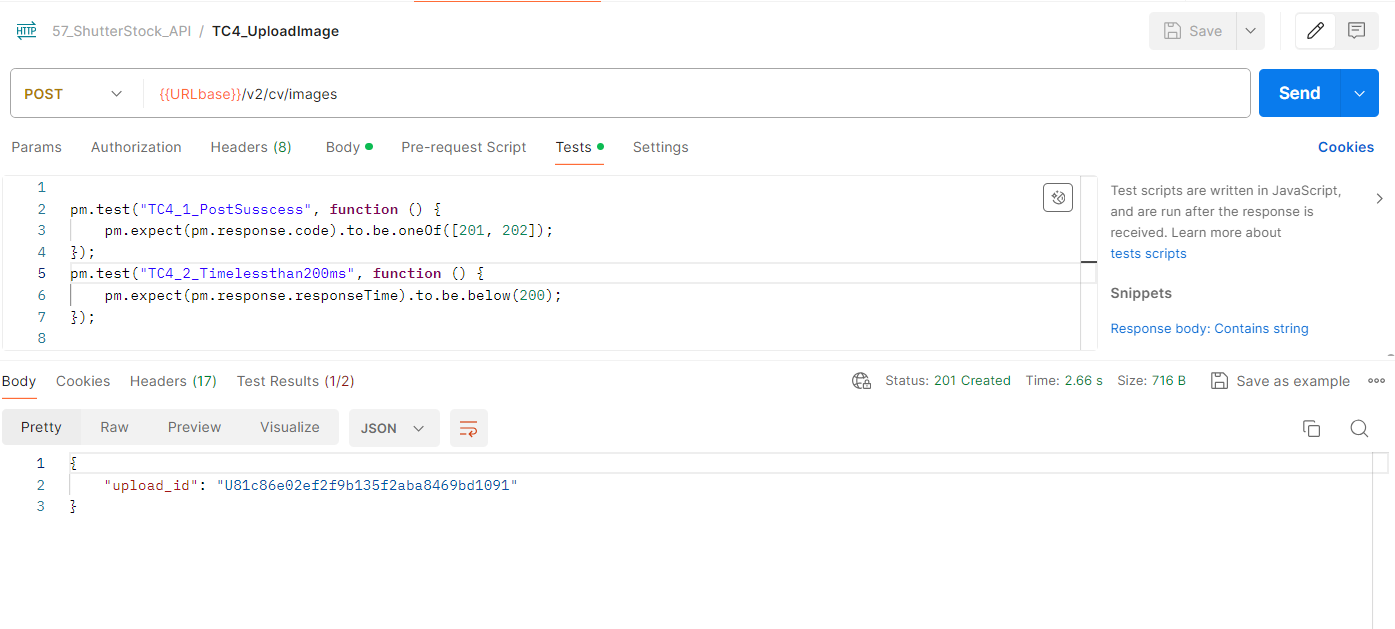 HTTP 57_ShutterStock_API / TC4_UploadImage Save
POST {{URLbase}}/v2/cv/images Send
Params Authorization Headers (8) Body Pre-request Script Tests Settings Cookies
1
2 pm.test("TC4_1_PostSusscess", function () {
3 pm.expect(pm.response.code).to.be.oneOf([201, 202]);
4 });
5 pm.test("TC4_2_Timelessthan200ms", function () {
6 pm.expect(pm.response.responseTime).to.be.below(200);
7 });
8
Test scripts are written in JavaScript,
and are run after the response is
received. Learn more about
tests scripts
Snippets
Response body: Contains string
Body Cookies Headers (17) Test Results (1/2) Status: 201 Created Time: 2.66 s Size: 716 B Save as example
Pretty Raw Preview Visualize JSON
1 {
2 "upload_id": "U81c86e02ef2f9b135f2aba8469bd1091"
3 }